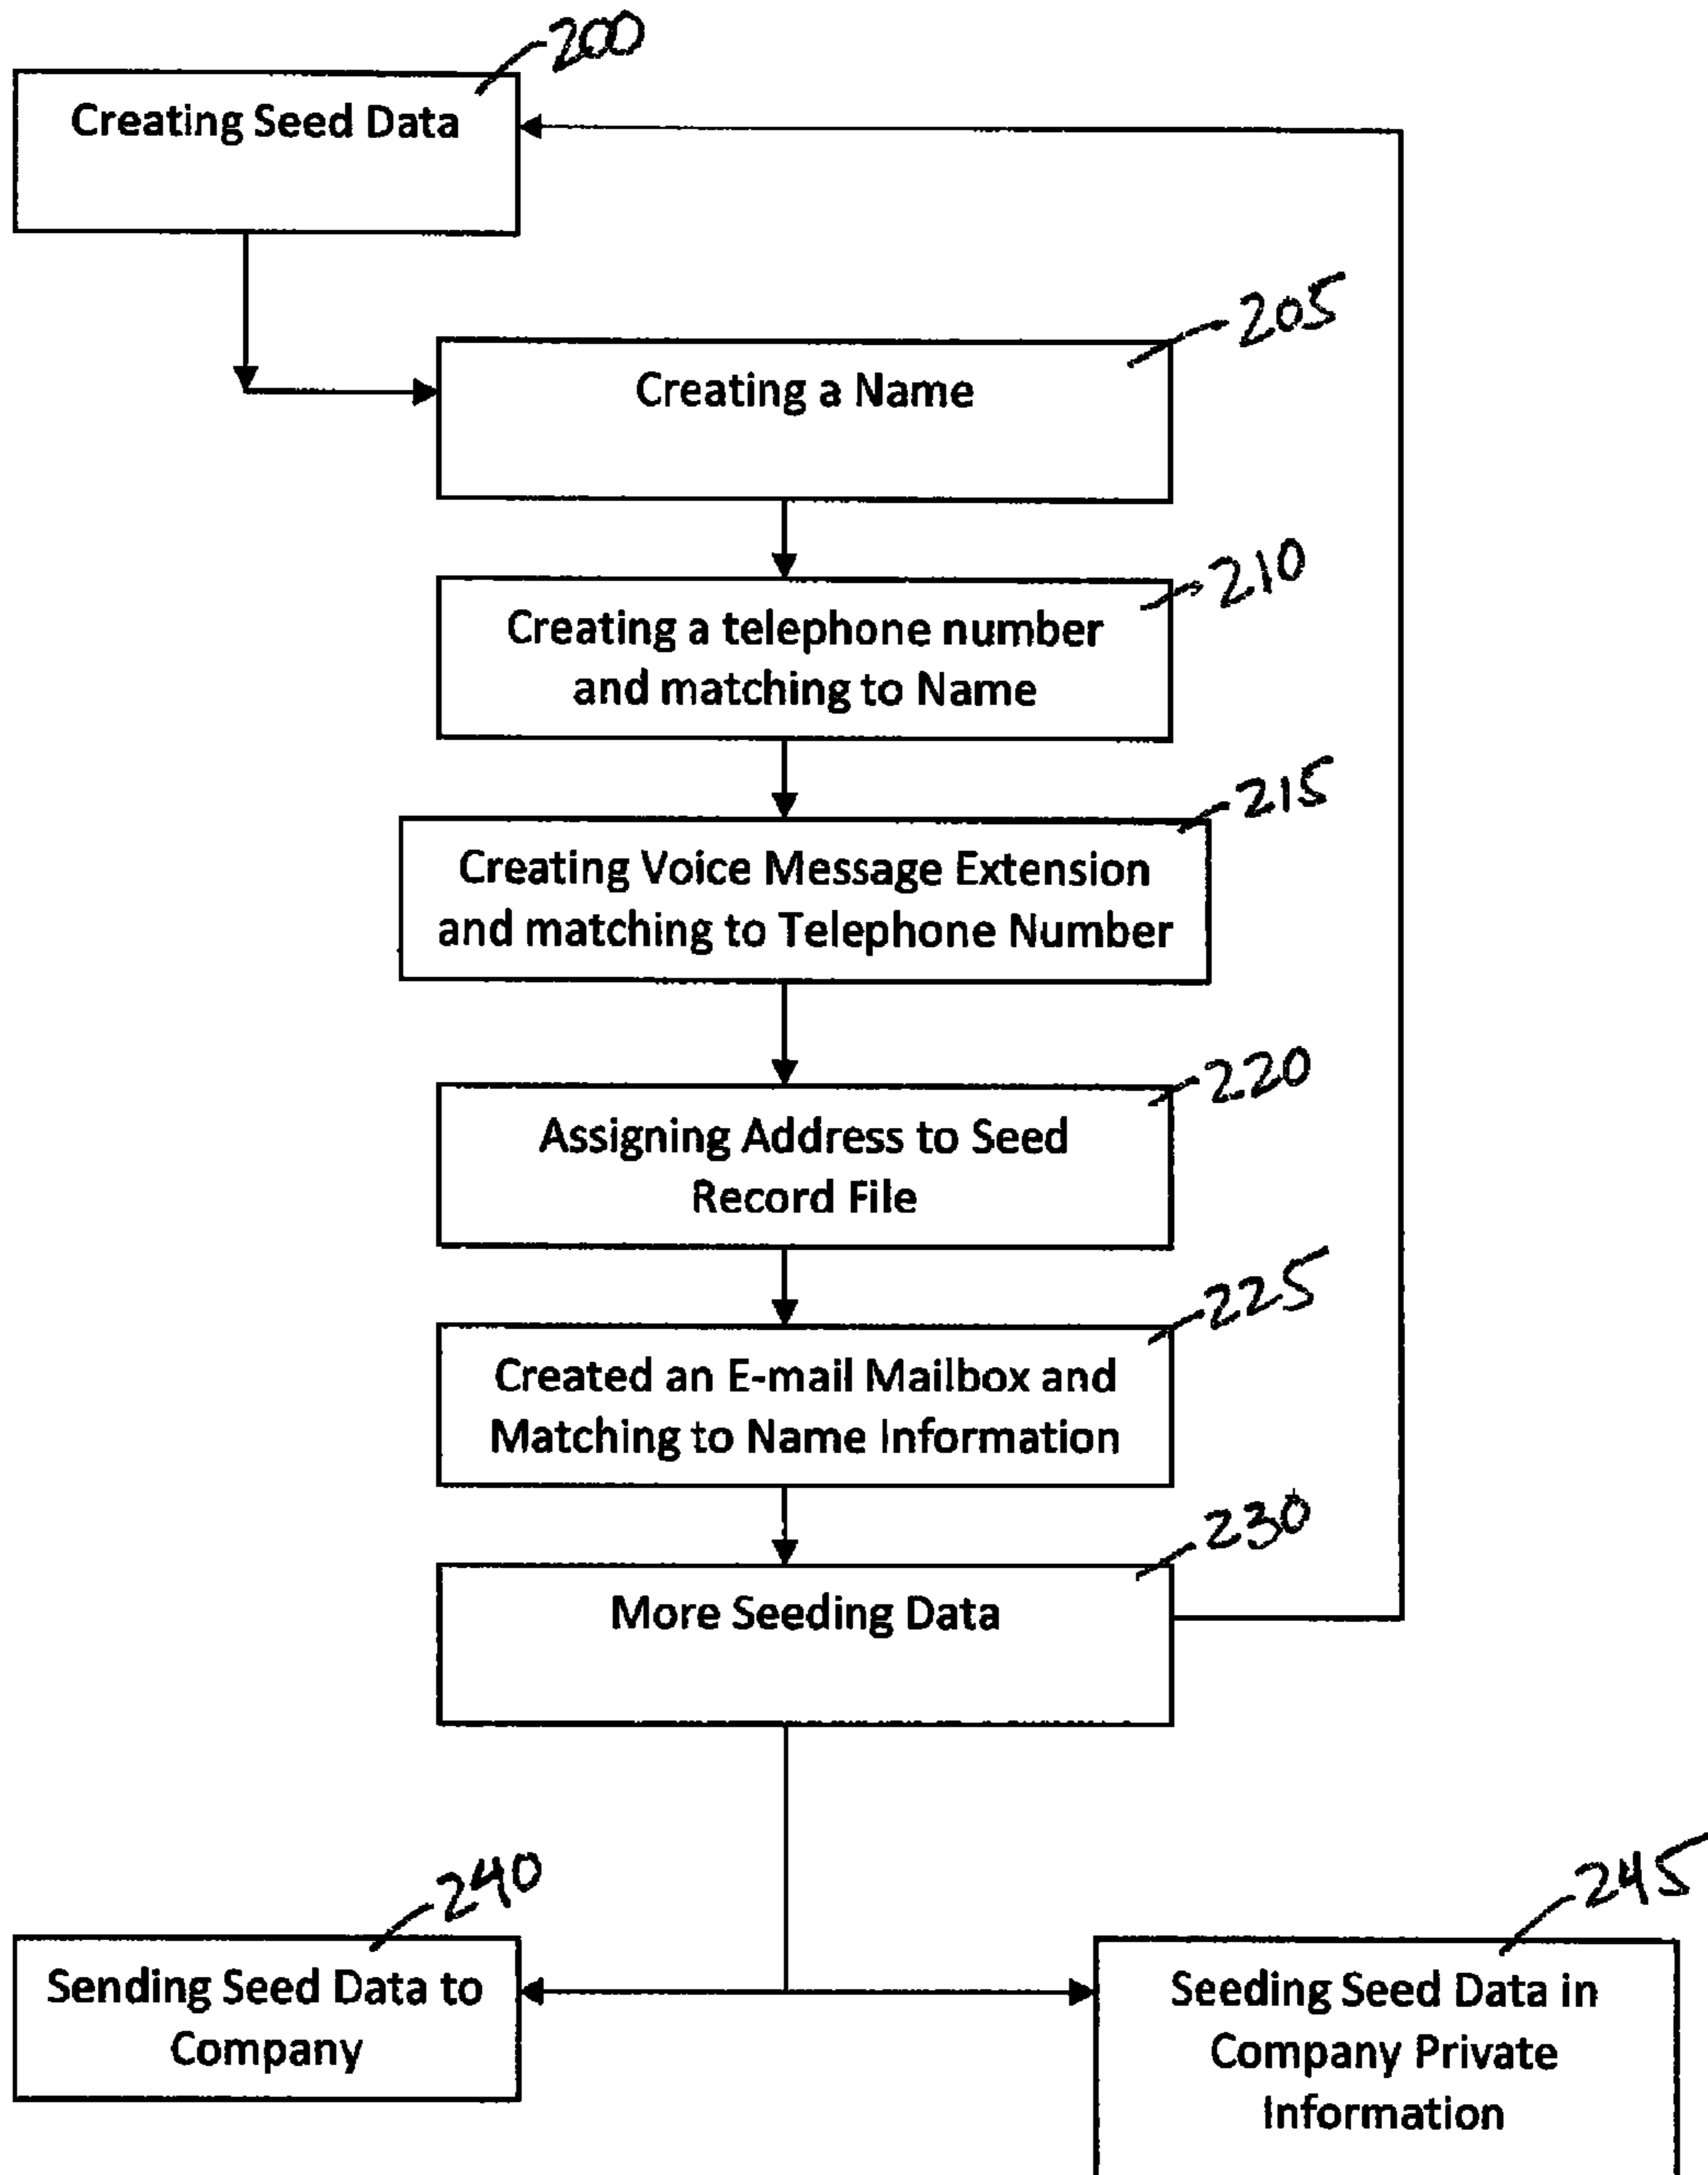 200
Creating Seed Data
205
Creating a Name
210
Creating a telephone number
and matching to Name
215
Creating Voice Message Extension
and matching to Telephone Number
220
Assigning Address to Seed
Record File
225
Created an E-mail Mailbox and
Matching to Name Information
230
More Seeding Data
240
Sending Seed Data to
Company
245
Seeding Seed Data in
Company Private
Information